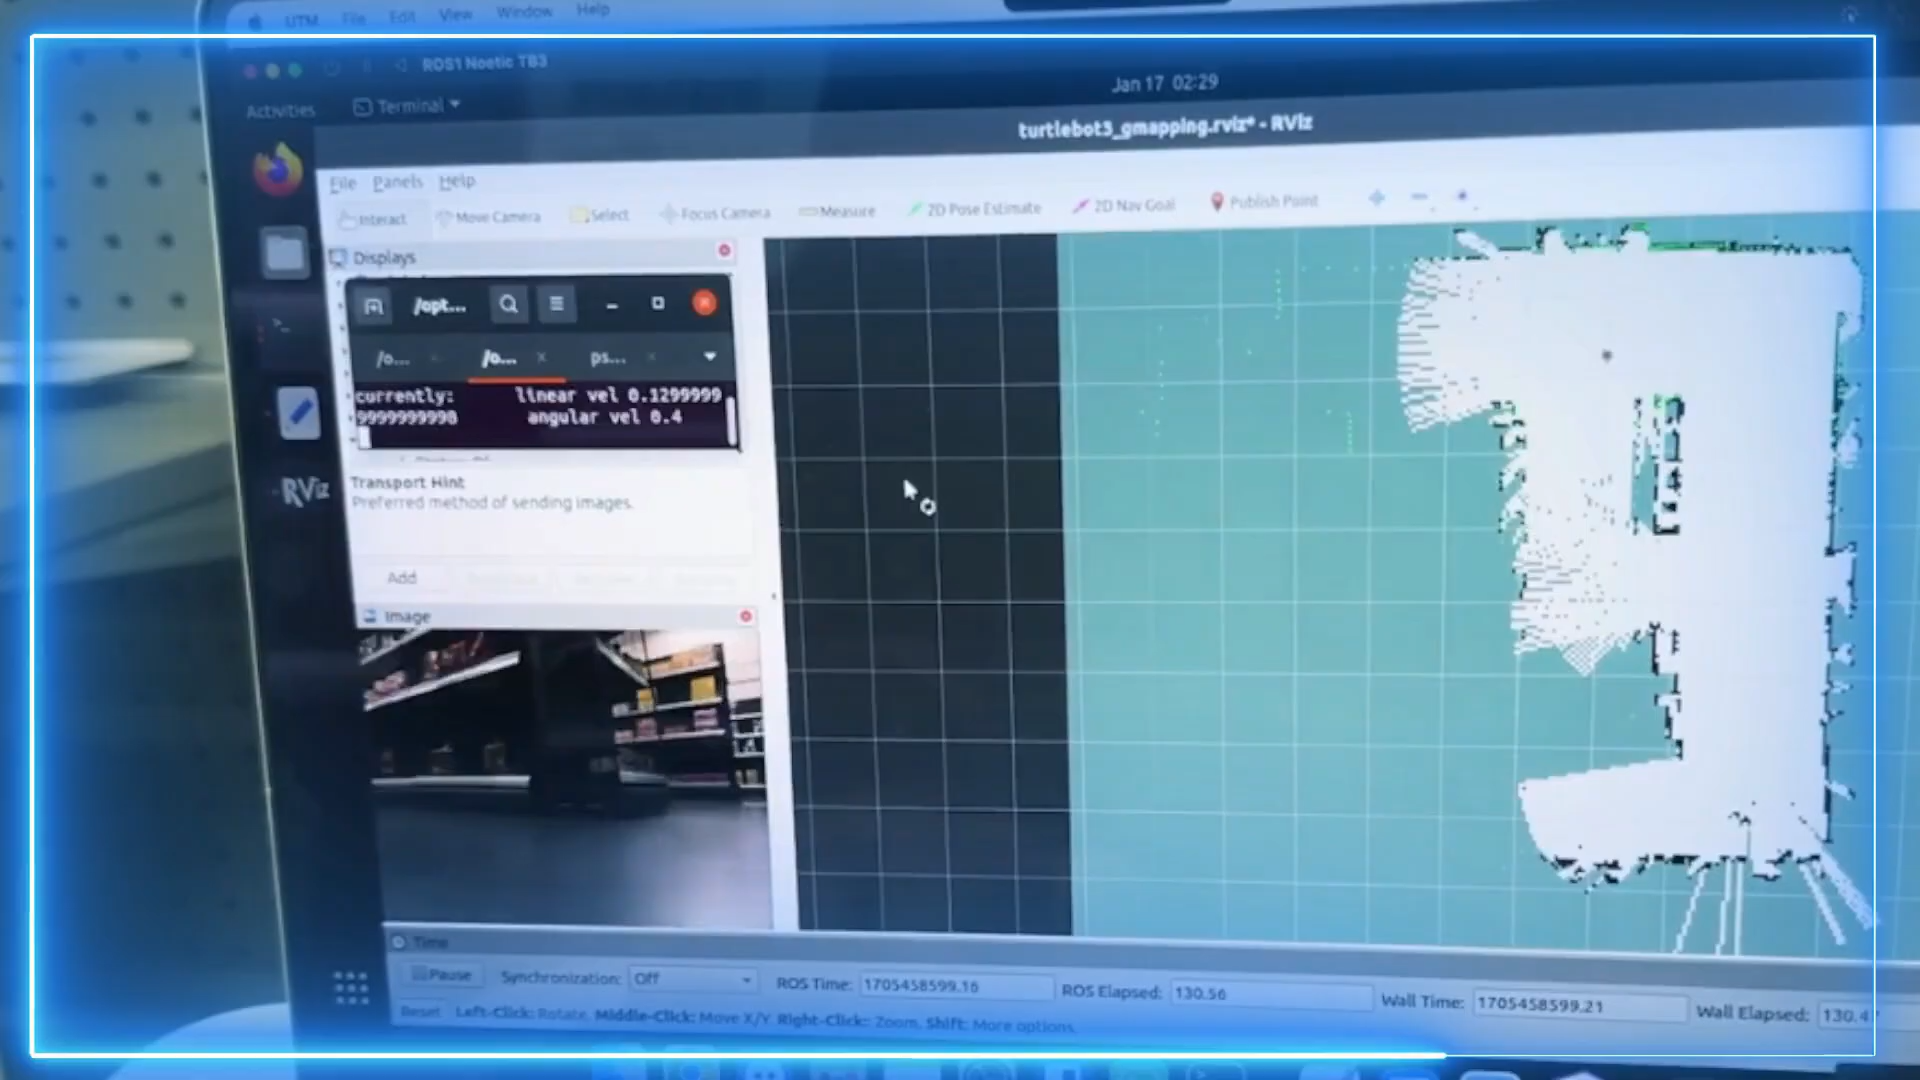 UTM File Edit View Window Help
ROS1 Noetic TB3
Activities Terminal
Jan 17 02:29
turtlebot3_gmapping.rviz* - RViz
File Panels Help
Interact Move Camera Select Focus Camera Measure 2D Pose Estimate 2D Nav Goal Publish Point
Displays
/opt...
/o... /o... ps...
currently: linear vel 0.1299999
9999999998 angular vel 0.4
RViz
Transport Hint
Preferred method of sending images.
Add
Image
Time
Pause Synchronization: Off ROS Time: 1705458599.16 ROS Elapsed: 130.56 Wall Time: 1705458599.21 Wall Elapsed: 130.4
Reset Left-Click: Rotate. Middle-Click: Move X/Y. Right-Click: Zoom. Shift: More options.